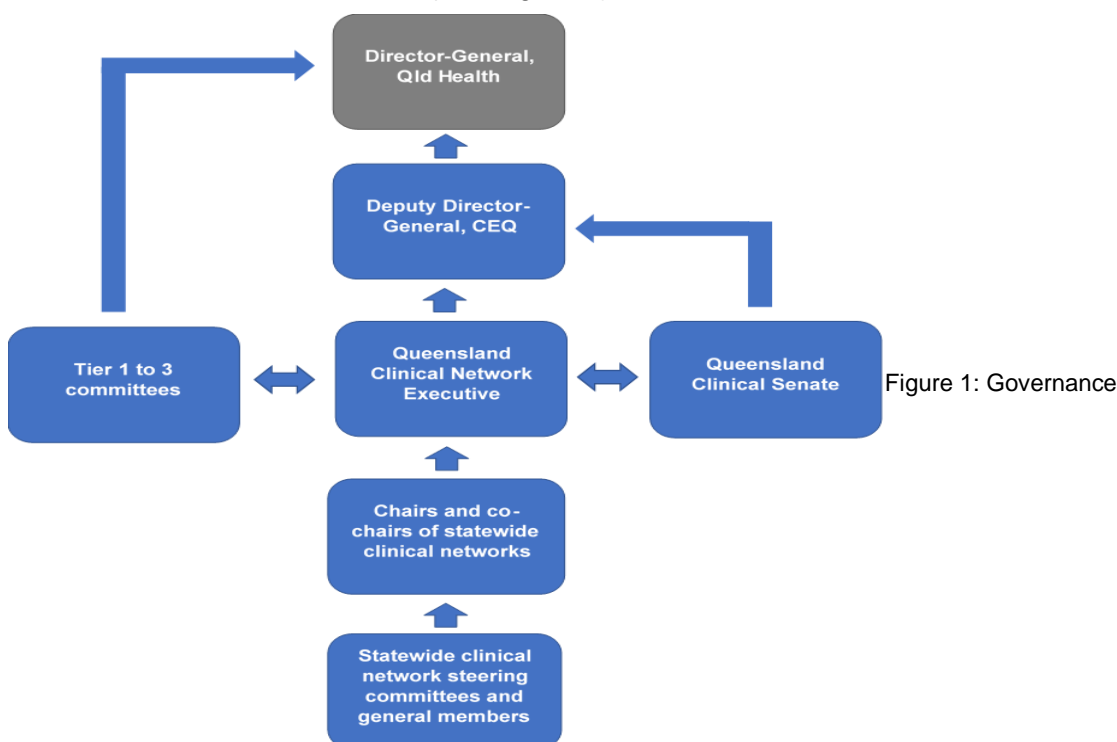 Director-General,
Qld Health
Deputy Director-
General, CEQ
Tier 1 to 3
committees
Queensland
Clinical Network
Executive
Queensland
Clinical Senate
Figure 1: Governance
Chairs and co-
chairs of statewide
clinical networks
Statewide clinical
network steering
committees and
general members